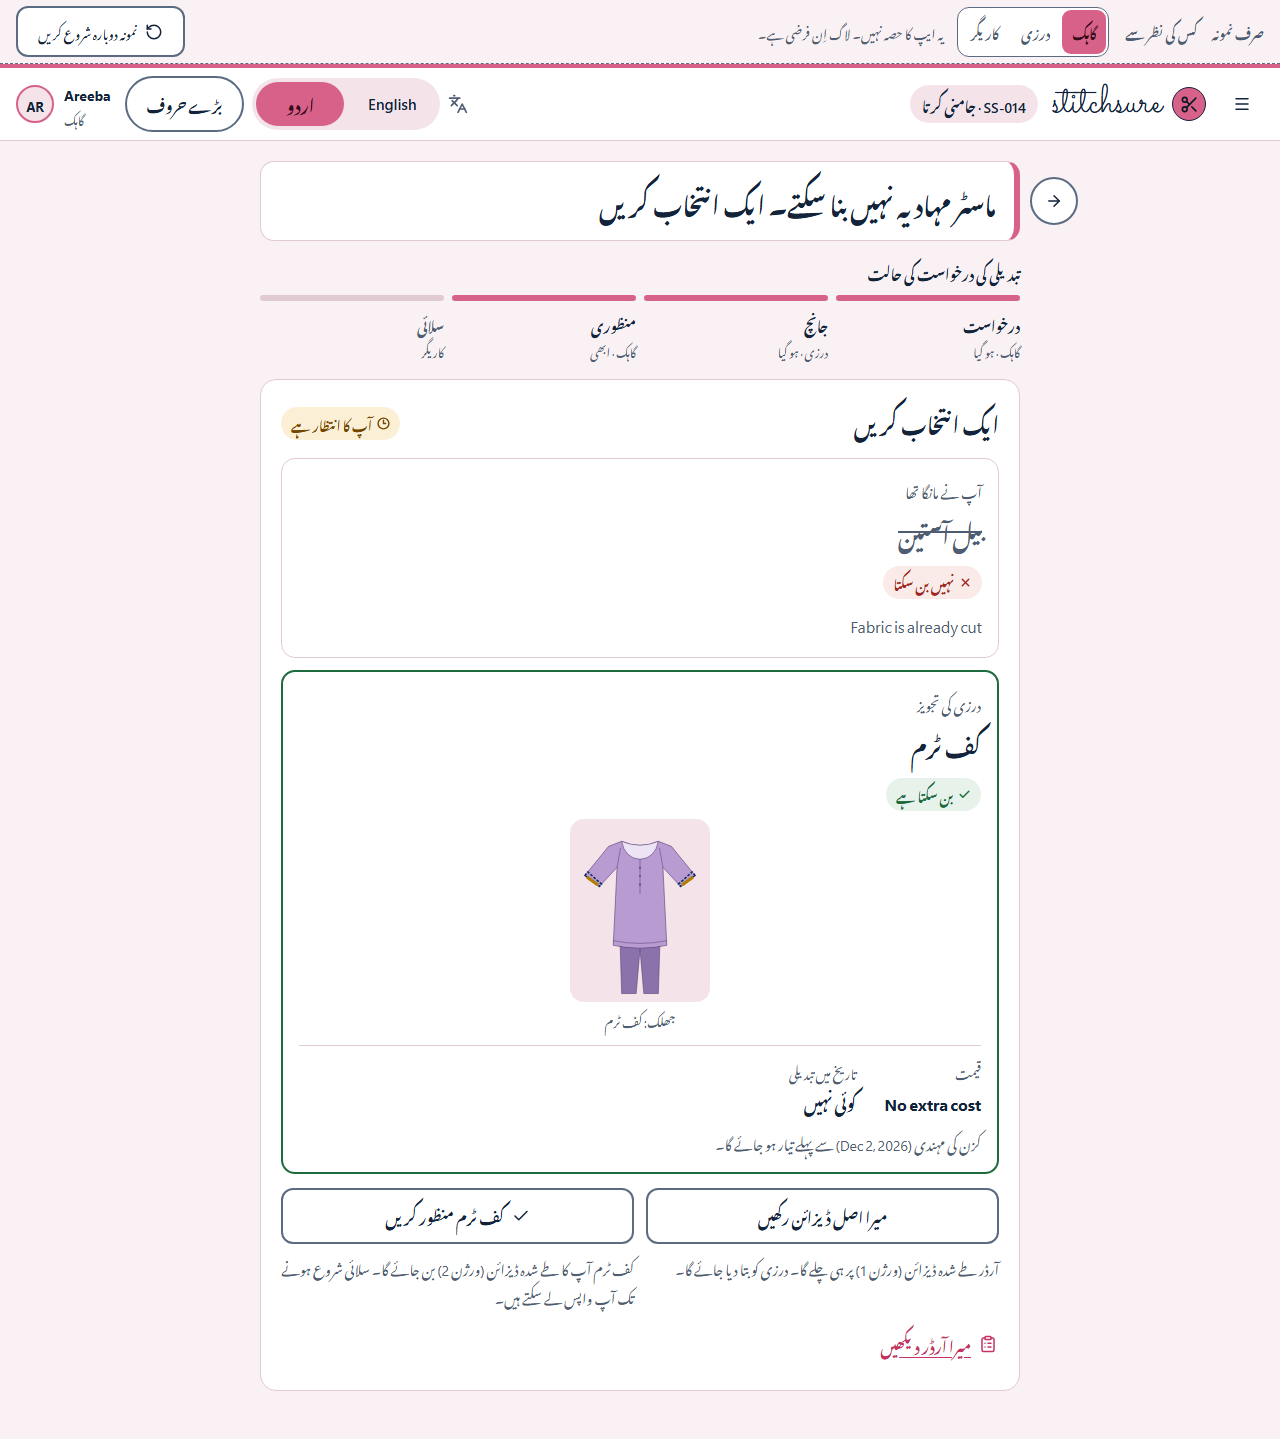 صرف نمونہ
کس کی نظر سے
گاہک
درزی
کاریگر
یہ ایپ کا حصہ نہیں۔ لاگ اِن فرضی ہے۔
نمونہ دوبارہ شروع کریں
stitchsure
SS-014 · جامنی کرتا
English
اردو
بڑے حروف
Areeba
گاہک
AR
ماسٹر مہاد یہ نہیں بنا سکتے۔ ایک انتخاب کریں
تبدیلی کی درخواست کی حالت
درخواست
گاہک · ہو گیا
جانچ
درزی · ہو گیا
منظوری
گاہک · ابھی
سلائی
کاریگر
ایک انتخاب کریں
آپ کا انتظار ہے
آپ نے مانگا تھا
بیل آستین
نہیں بن سکتا
Fabric is already cut
درزی کی تجویز
کف ٹرم
بن سکتا ہے
جھلک: کف ٹرم
قیمت
No extra cost
تاریخ میں تبدیلی
کوئی نہیں
کزن کی مہندی (Dec 2, 2026) سے پہلے تیار ہو جائے گا۔
میرا اصل ڈیزائن رکھیں
کف ٹرم منظور کریں
آرڈر طے شدہ ڈیزائن (ورژن 1) پر ہی چلے گا۔ درزی کو بتا دیا جائے گا۔
کف ٹرم آپ کا طے شدہ ڈیزائن (ورژن 2) بن جائے گا۔ سلائی شروع ہونے
تک آپ واپس لے سکتے ہیں۔
میرا آرڈر دیکھیں